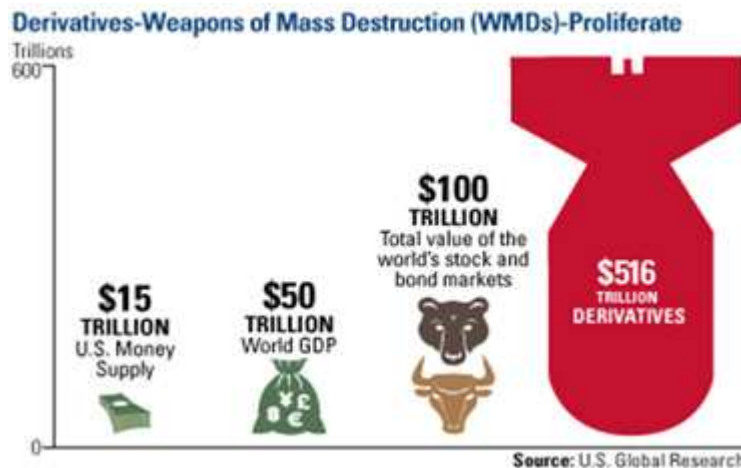 Derivatives-Weapons of Mass Destruction (WMDs)-Proliferate
Trillions
600
$100
TRILLION
Total value of the
world's stock and
bond markets
$15
TRILLION
U.S. Money
Supply
$50
TRILLION
World GDP
¥£
฿€
$516
TRILLION
DERIVATIVES
0
Source: U.S. Global Research